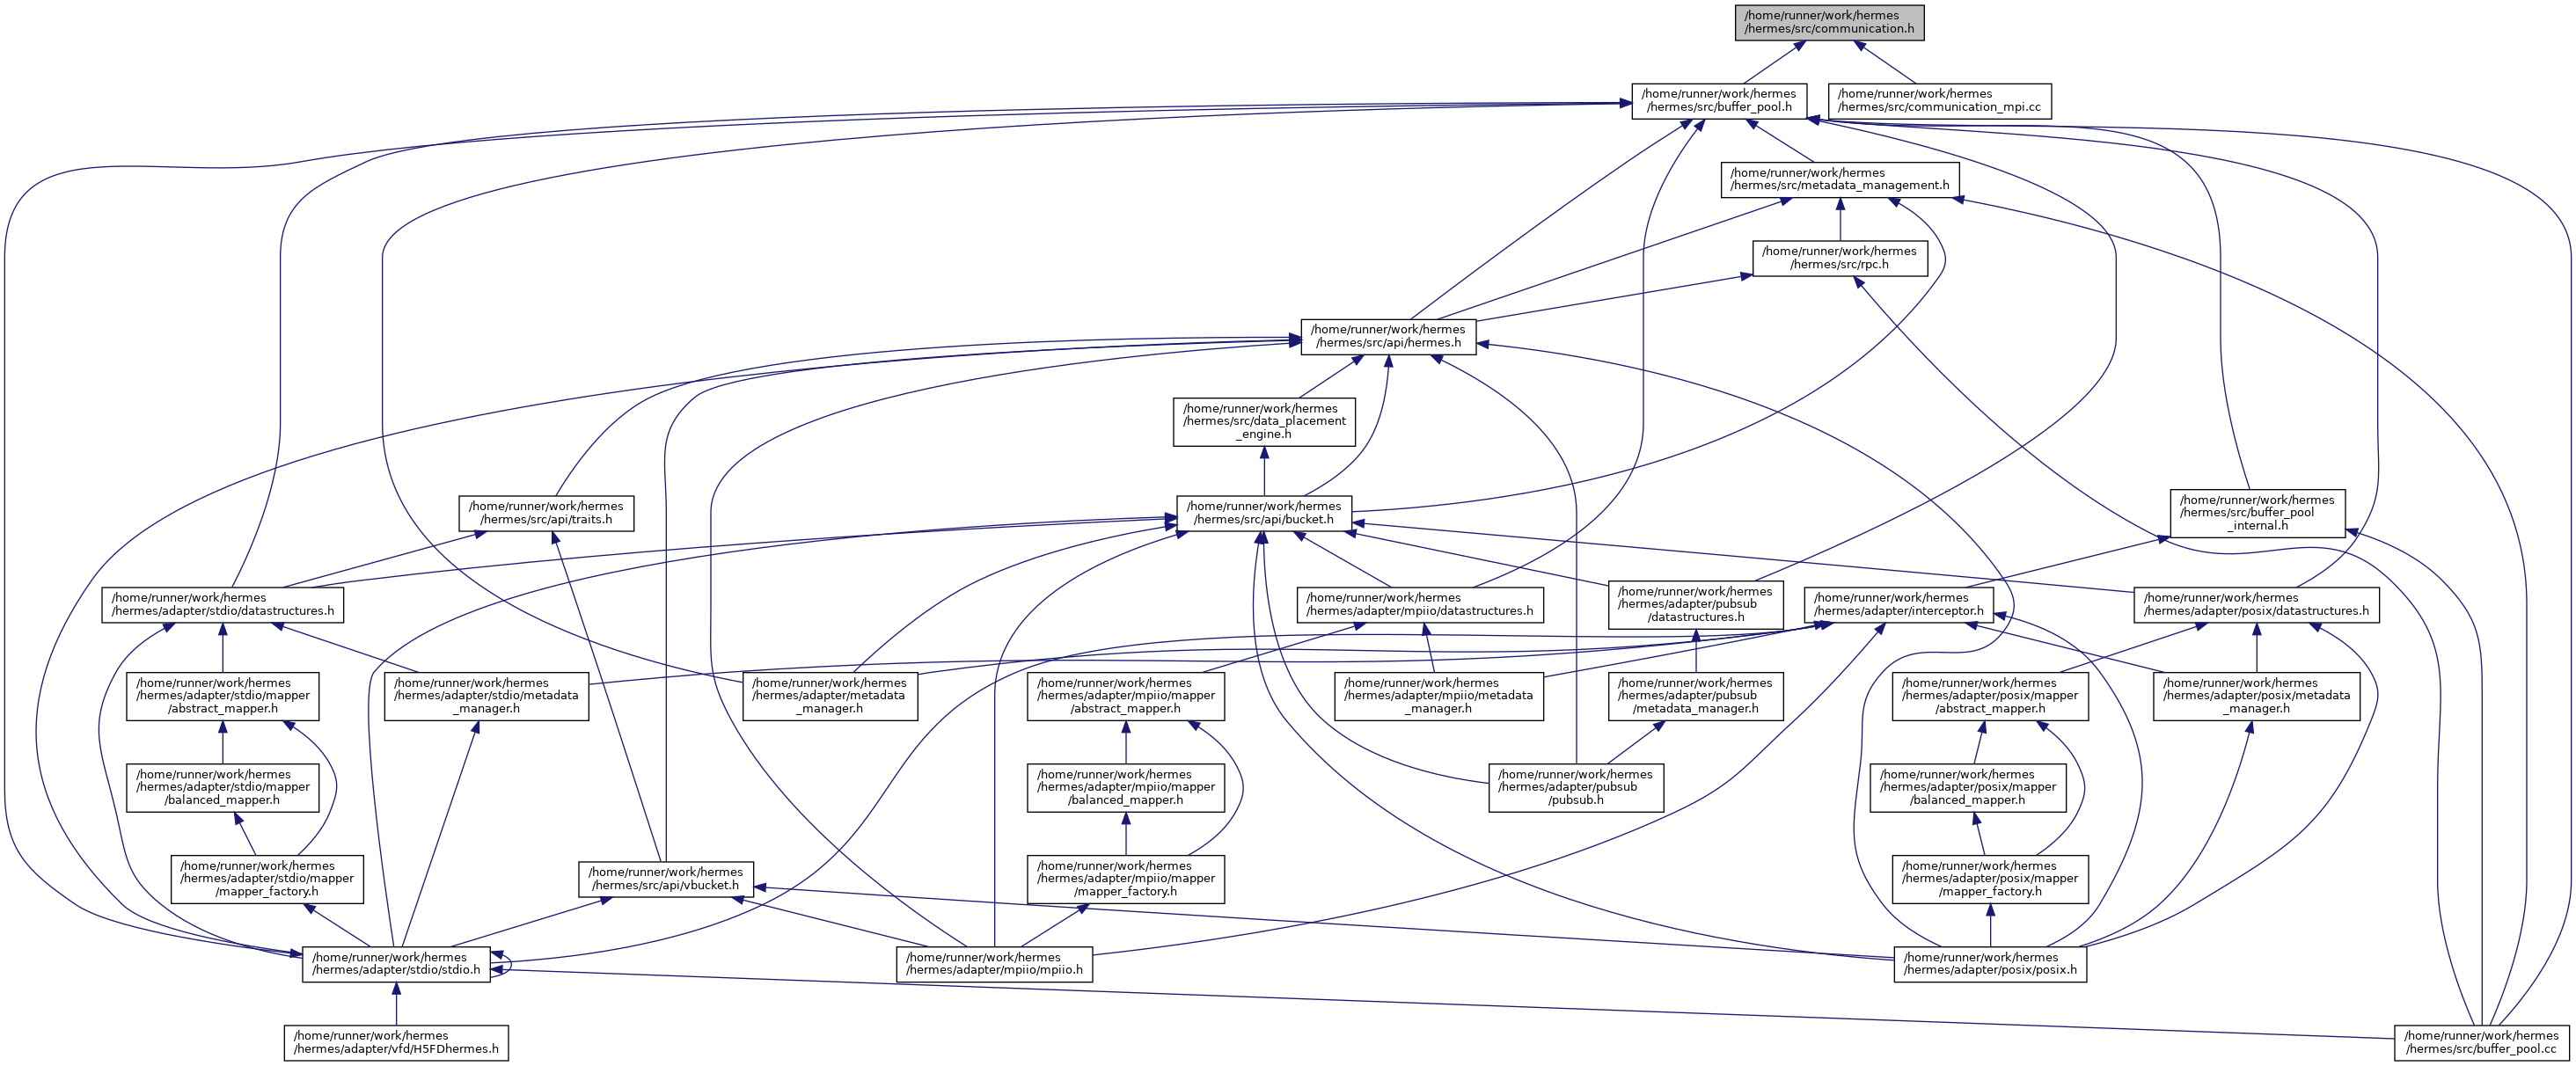 /home/runner/work/hermes
/hermes/src/communication.h
/home/runner/work/hermes
/hermes/src/buffer_pool.h
/home/runner/work/hermes
/hermes/src/communication_mpi.cc
/home/runner/work/hermes
/hermes/src/metadata_management.h
/home/runner/work/hermes
/hermes/src/rpc.h
/home/runner/work/hermes
/hermes/src/api/hermes.h
/home/runner/work/hermes
/hermes/src/data_placement
_engine.h
/home/runner/work/hermes
/hermes/src/api/traits.h
/home/runner/work/hermes
/hermes/src/api/bucket.h
/home/runner/work/hermes
/hermes/src/buffer_pool
_internal.h
/home/runner/work/hermes
/hermes/adapter/stdio/datastructures.h
/home/runner/work/hermes
/hermes/adapter/mpiio/datastructures.h
/home/runner/work/hermes
/hermes/adapter/pubsub
/datastructures.h
/home/runner/work/hermes
/hermes/adapter/interceptor.h
/home/runner/work/hermes
/hermes/adapter/posix/datastructures.h
/home/runner/work/hermes
/hermes/adapter/stdio/mapper
/abstract_mapper.h
/home/runner/work/hermes
/hermes/adapter/stdio/metadata
_manager.h
/home/runner/work/hermes
/hermes/adapter/metadata
_manager.h
/home/runner/work/hermes
/hermes/adapter/mpiio/mapper
/abstract_mapper.h
/home/runner/work/hermes
/hermes/adapter/mpiio/metadata
_manager.h
/home/runner/work/hermes
/hermes/adapter/pubsub
/metadata_manager.h
/home/runner/work/hermes
/hermes/adapter/posix/mapper
/abstract_mapper.h
/home/runner/work/hermes
/hermes/adapter/posix/metadata
_manager.h
/home/runner/work/hermes
/hermes/adapter/stdio/mapper
/balanced_mapper.h
/home/runner/work/hermes
/hermes/adapter/mpiio/mapper
/balanced_mapper.h
/home/runner/work/hermes
/hermes/adapter/pubsub
/pubsub.h
/home/runner/work/hermes
/hermes/adapter/posix/mapper
/balanced_mapper.h
/home/runner/work/hermes
/hermes/adapter/stdio/mapper
/mapper_factory.h
/home/runner/work/hermes
/hermes/src/api/vbucket.h
/home/runner/work/hermes
/hermes/adapter/mpiio/mapper
/mapper_factory.h
/home/runner/work/hermes
/hermes/adapter/posix/mapper
/mapper_factory.h
/home/runner/work/hermes
/hermes/adapter/stdio/stdio.h
/home/runner/work/hermes
/hermes/adapter/mpiio/mpiio.h
/home/runner/work/hermes
/hermes/adapter/posix/posix.h
/home/runner/work/hermes
/hermes/adapter/vfd/H5FDhermes.h
/home/runner/work/hermes
/hermes/src/buffer_pool.cc